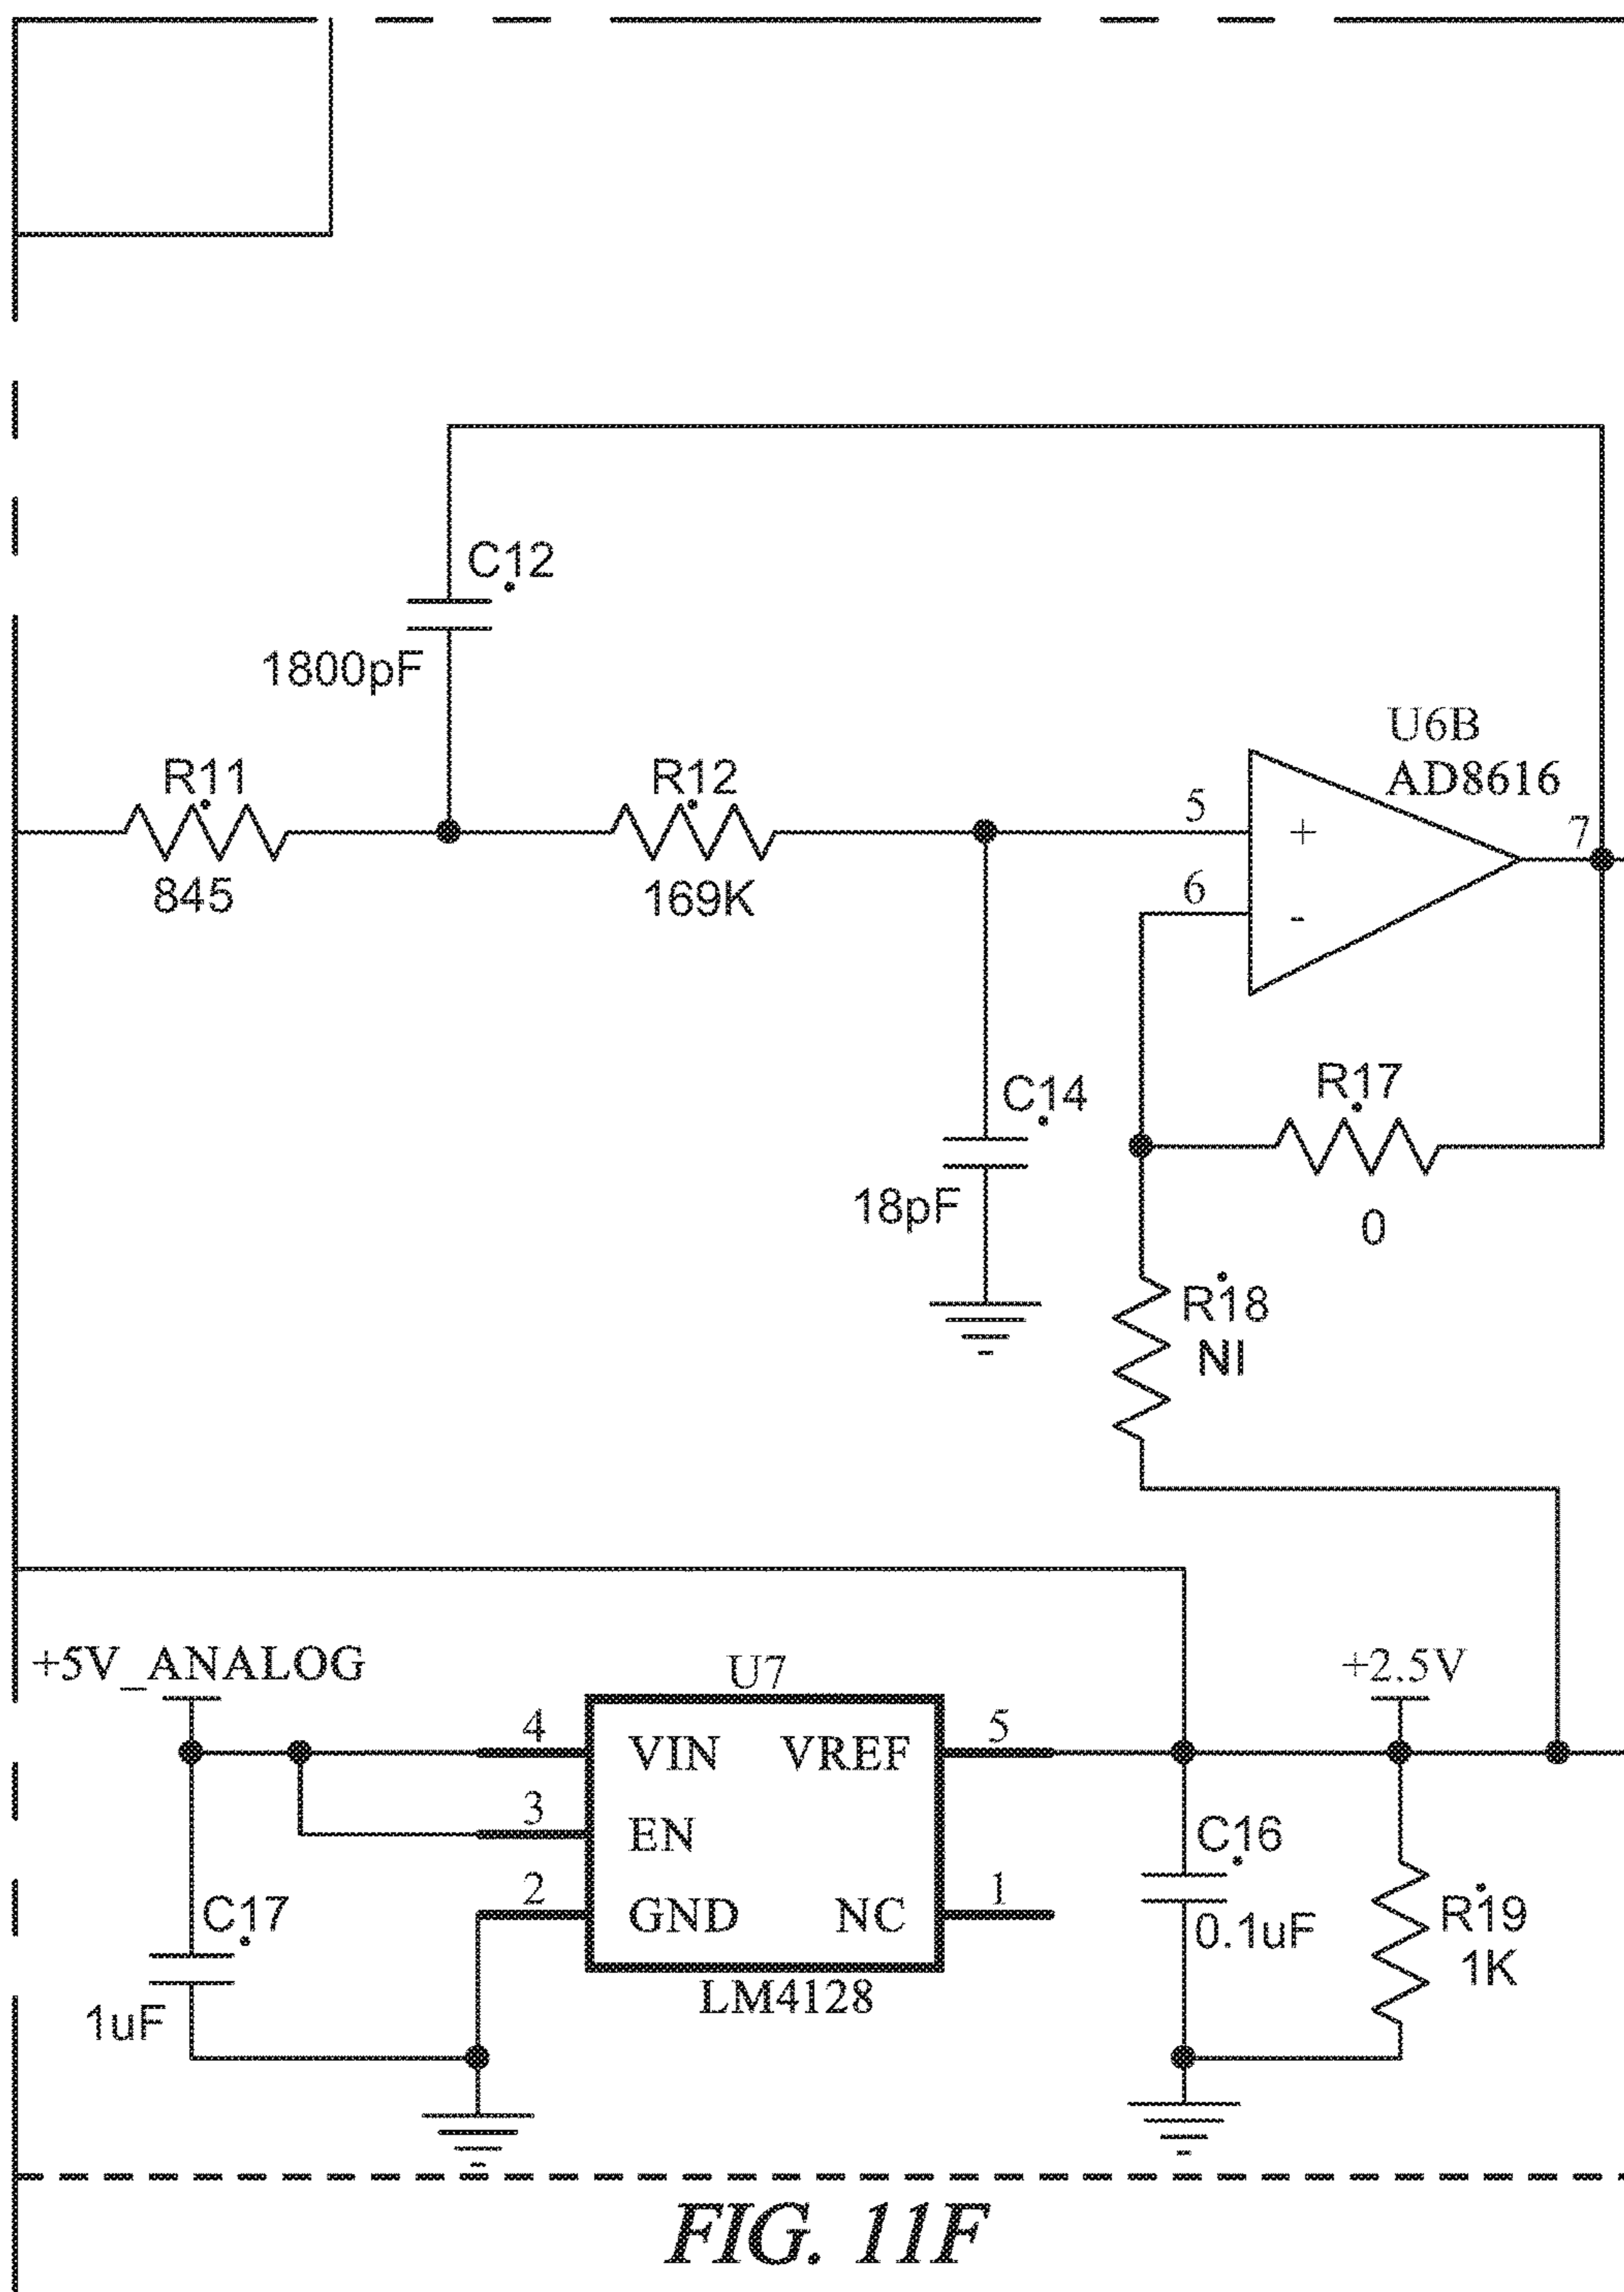 C12
1800pF
U6B
AD8616
R11
845
R12
169K
5
+
6
-
7
R17
0
C14
18pF
R18
NI
+5V_ANALOG
U7
+2.5V
4
VIN
VREF
5
3
EN
2
GND
NC
1
LM4128
C17
1uF
C16
0.1uF
R19
1K
FIG. 11F